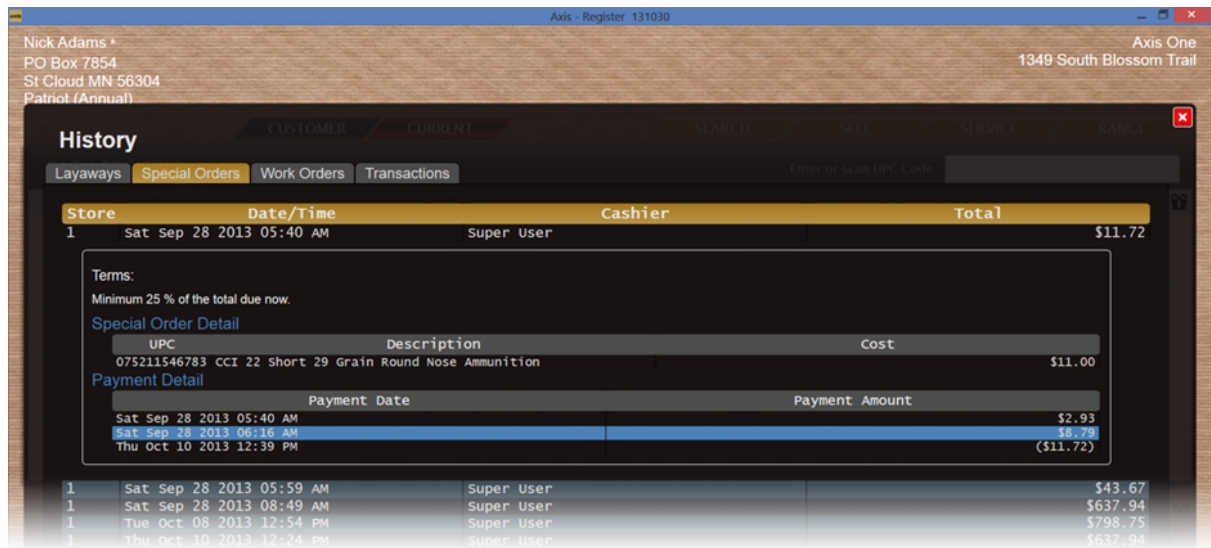 Axis - Register 131030
Nick Adams *
PO Box 7854
St Cloud MN 56304
Patriot (Annual)
Axis One
1349 South Blossom Trail
CUSTOMER CURRENT SEARCH SELL SERVICE RANGE
History
Layaways Special Orders Work Orders Transactions
Enter or scan UPC Code
Store Date/Time Cashier Total
1 Sat Sep 28 2013 05:40 AM Super User $11.72
Terms:
Minimum 25 % of the total due now.
Special Order Detail
UPC Description Cost
075211546783 CCI 22 Short 29 Grain Round Nose Ammunition $11.00
Payment Detail
Payment Date Payment Amount
Sat Sep 28 2013 05:40 AM $2.93
Sat Sep 28 2013 06:16 AM $8.79
Thu Oct 10 2013 12:39 PM ($11.72)
1 Sat Sep 28 2013 05:59 AM Super User $43.67
1 Sat Sep 28 2013 08:49 AM Super User $637.94
1 Tue Oct 08 2013 12:54 PM Super User $798.75
1 Thu Oct 10 2013 12:24 PM Super User $637.94